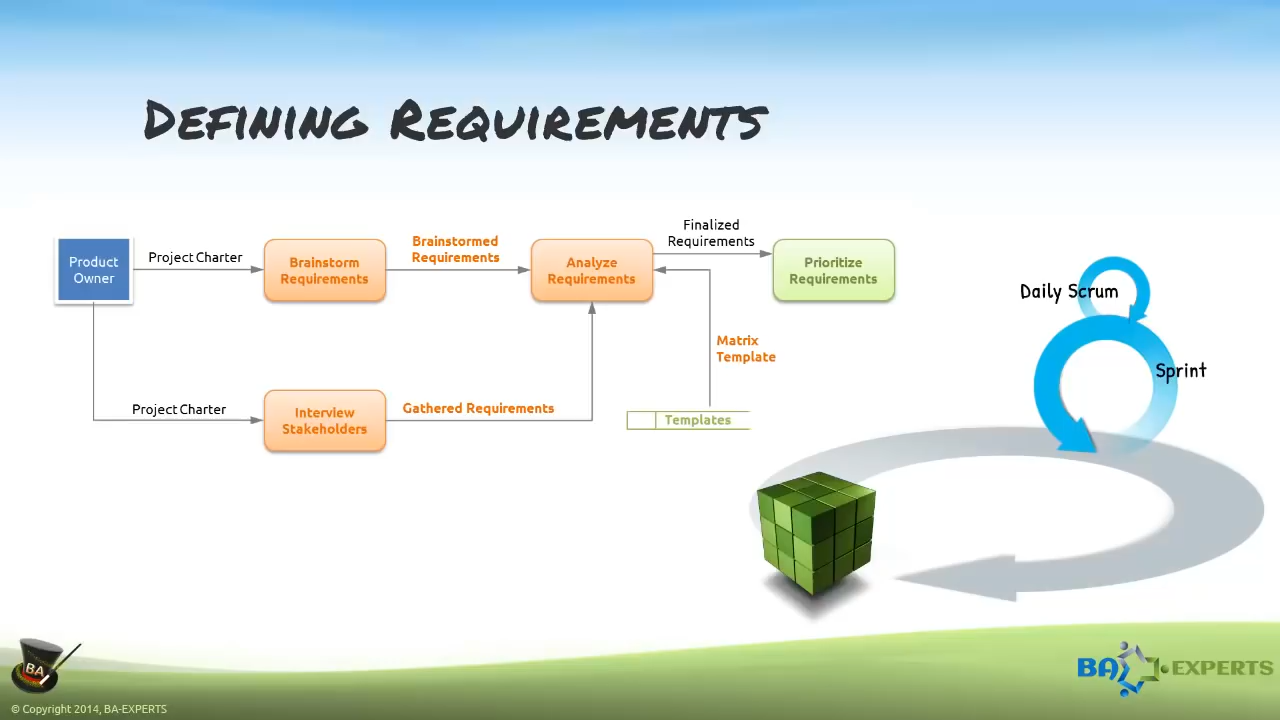 Defining Requirements
Product
Owner
Project Charter
Brainstorm
Requirements
Brainstormed
Requirements
Analyze
Requirements
Finalized
Requirements
Prioritize
Requirements
Matrix
Template
Project Charter
Interview
Stakeholders
Gathered Requirements
Templates
Daily Scrum
Sprint
BA
BA EXPERTS
© Copyright 2014, BA-EXPERTS